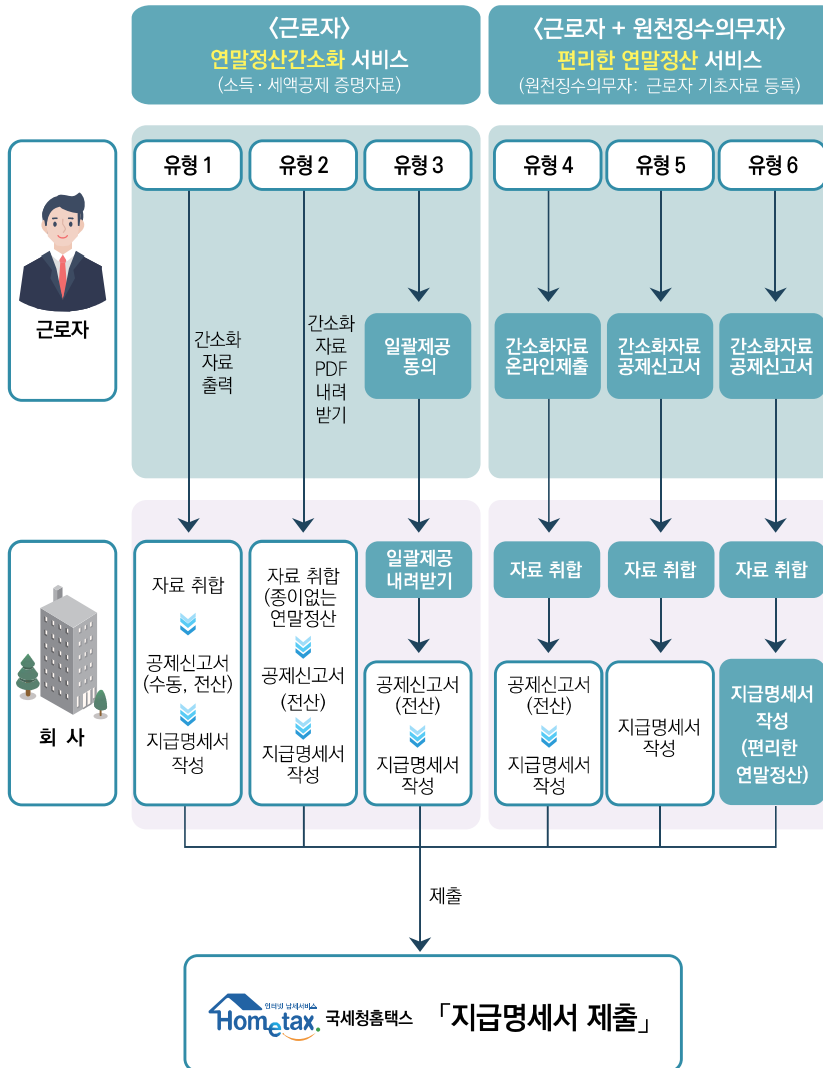 〈근로자〉
연말정산간소화 서비스
(소득 · 세액공제 증명자료)
〈근로자 + 원천징수의무자〉
편리한 연말정산 서비스
(원천징수의무자: 근로자 기초자료 등록)
근로자
유형 1
유형 2
유형 3
유형 4
유형 5
유형 6
간소화
자료
출력
간소화
자료
PDF
내려
받기
일괄제공
동의
간소화자료
온라인제출
간소화자료
공제신고서
간소화자료
공제신고서
회 사
자료 취합
공제신고서
(수동, 전산)
지급명세서
작성
자료 취합
(종이없는
연말정산
공제신고서
(전산)
지급명세서
작성
일괄제공
내려받기
공제신고서
(전산)
지급명세서
작성
자료 취합
공제신고서
(전산)
지급명세서
작성
자료 취합
지급명세서
작성
자료 취합
지급명세서
작성
(편리한
연말정산)
제출
인터넷 납세서비스
Hometax. 국세청홈택스 「지급명세서 제출」